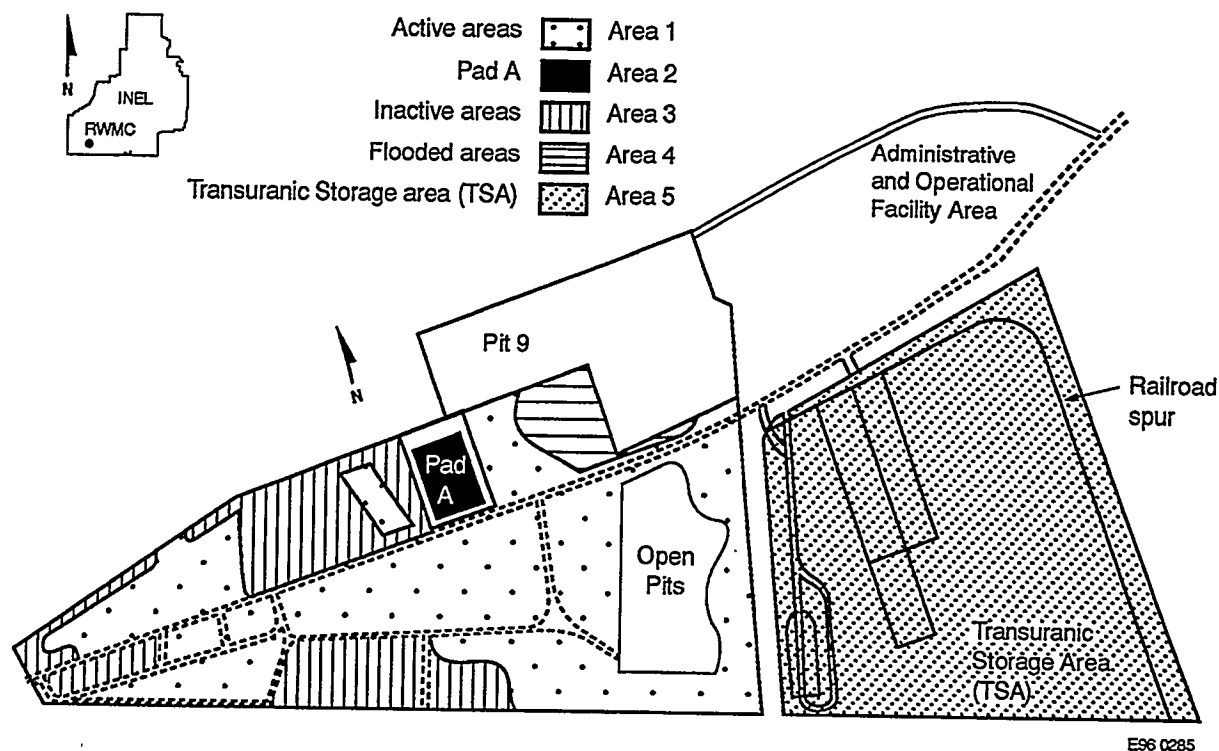 N
INEL
RWMC
Active areas Area 1
Pad A Area 2
Inactive areas Area 3
Flooded areas Area 4
Transuranic Storage area (TSA) Area 5
Administrative
and Operational
Facility Area
Pit 9
N
Railroad
spur
Pad
A
Open
Pits
Transuranic
Storage Area
(TSA)
E96 0285